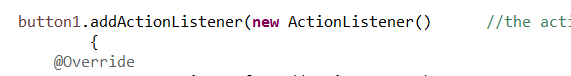 button1.addActionListener(new ActionListener() //the acti
{
@Override